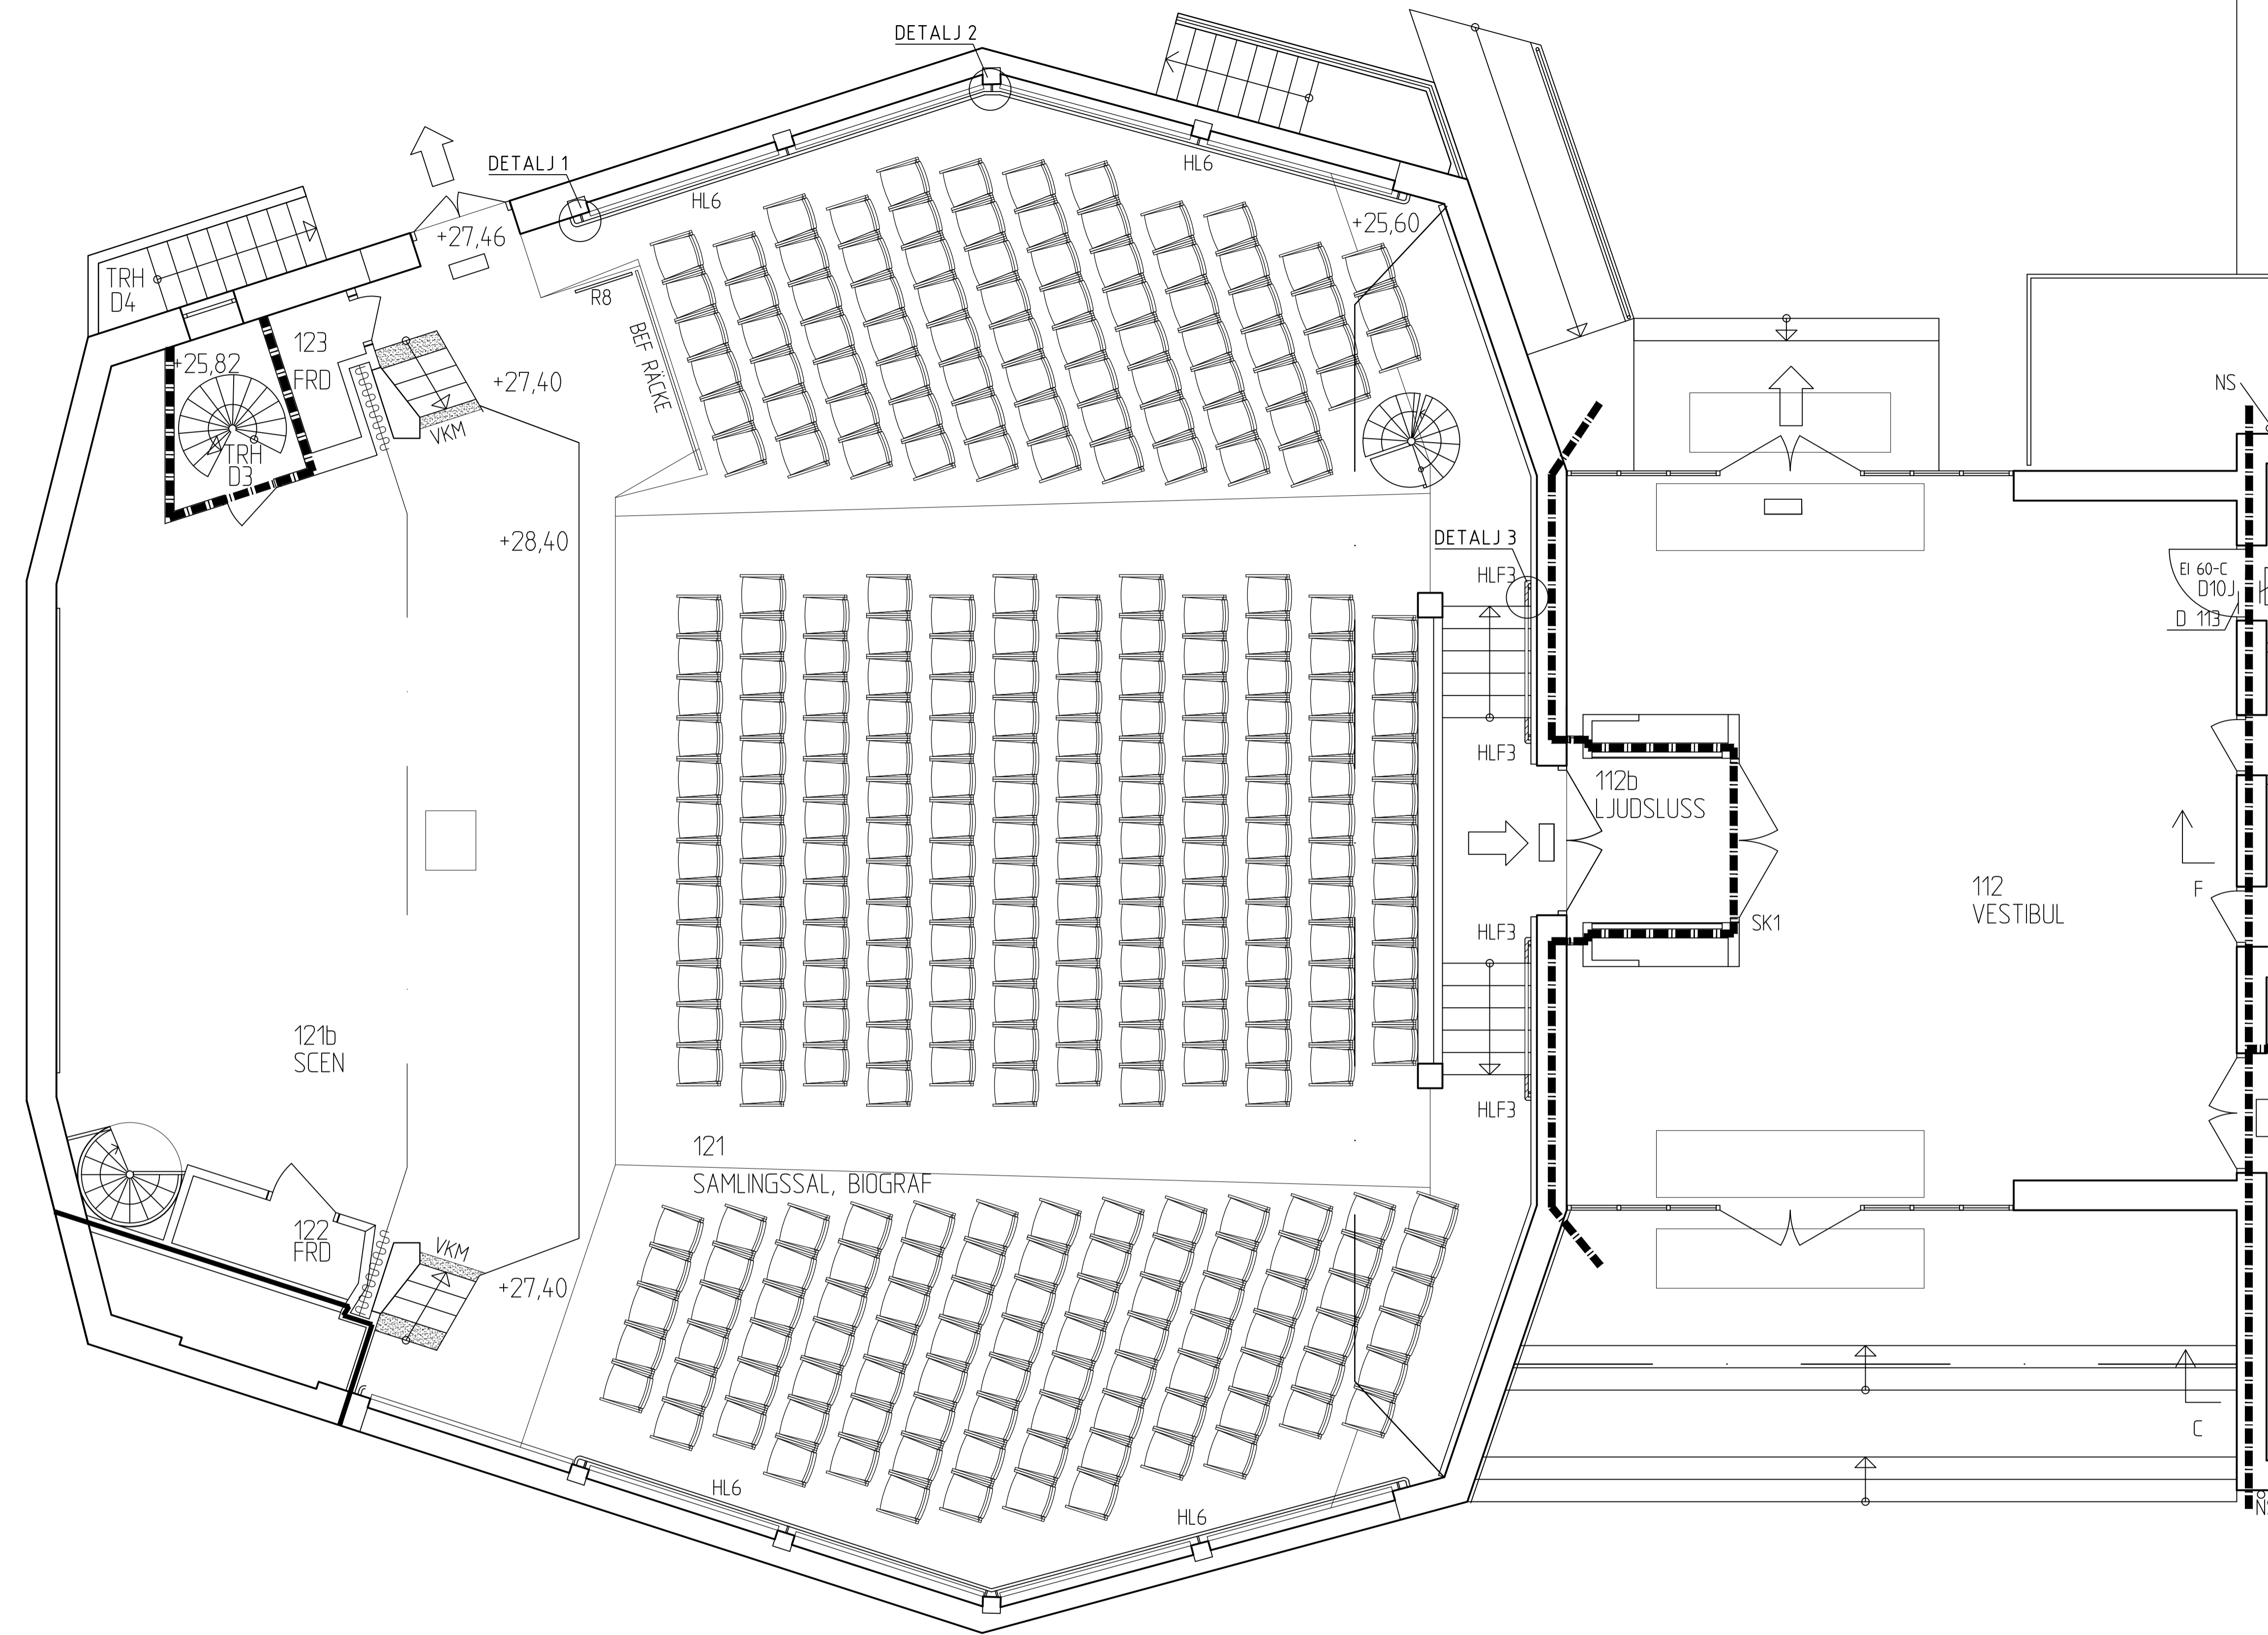 DETALJ 2
DETALJ 1
HL6
HL6
+25,60
+27,46
TRH
D4
R8
BEF RÄCKE
123
FRD
+25,82
+27,40
VKM
TRH
D3
NS
+28,40
DETALJ 3
HLF3
EI 60-C
D10J
D 113
HLF3
112b
LJUDSLUSS
112
VESTIBUL
F
SK1
HLF3
121b
SCEN
HLF3
121
SAMLINGSSAL, BIOGRAF
122
FRD
VKM
+27,40
HL6
HL6
C